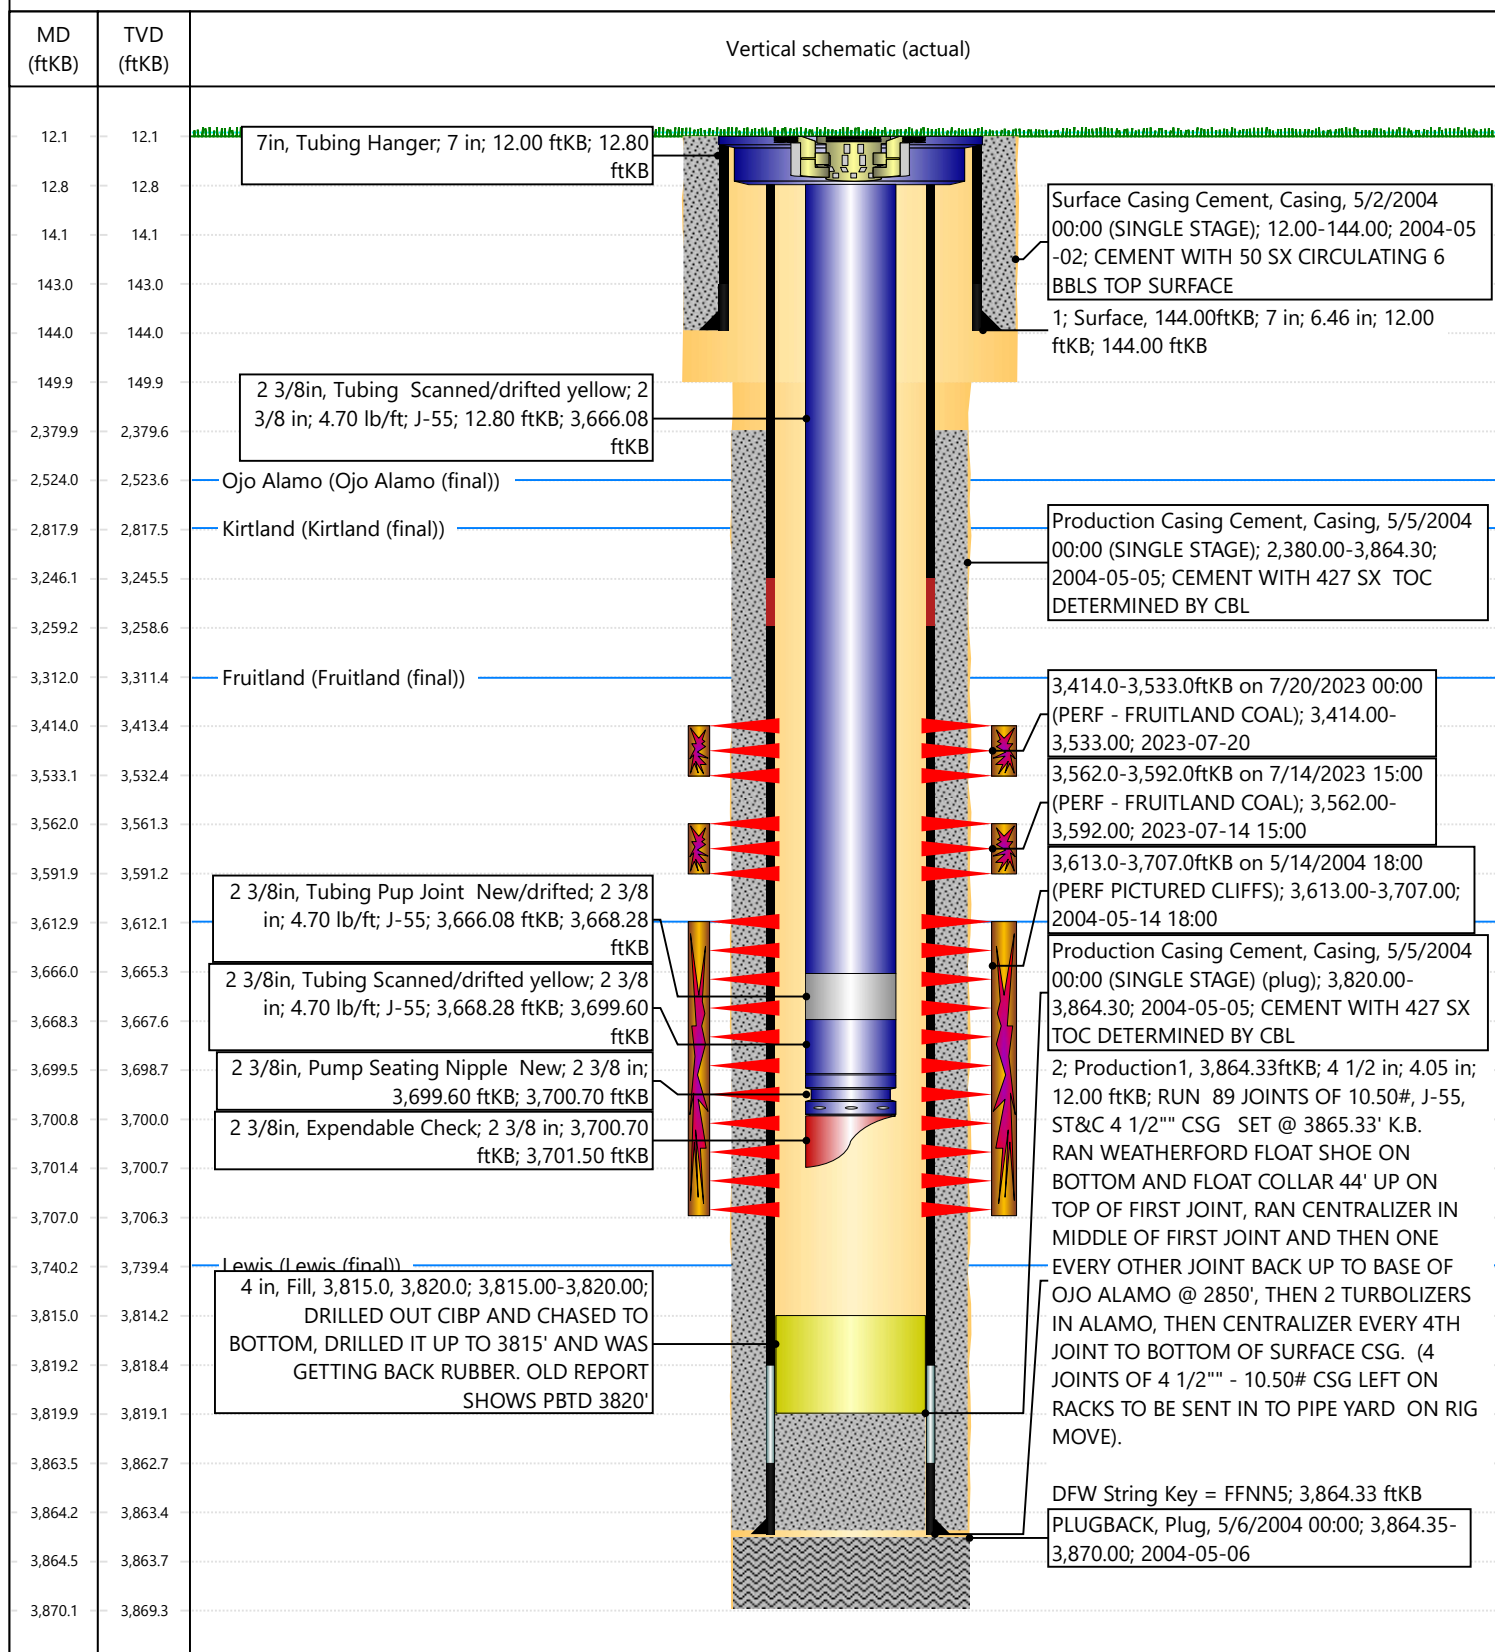 MD
(ftKB)
TVD
(ftKB)
Vertical schematic (actual)
12.1 12.1
12.8 12.8
14.1 14.1
143.0 143.0
144.0 144.0
149.9 149.9
2,379.9 2,379.6
2,524.0 2,523.6
2,817.9 2,817.5
3,246.1 3,245.5
3,259.2 3,258.6
3,312.0 3,311.4
3,414.0 3,413.4
3,533.1 3,532.4
3,562.0 3,561.3
3,591.9 3,591.2
3,612.9 3,612.1
3,666.0 3,665.3
3,668.3 3,667.6
3,699.5 3,698.7
3,700.8 3,700.0
3,701.4 3,700.7
3,707.0 3,706.3
3,740.2 3,739.4
3,815.0 3,814.2
3,819.2 3,818.4
3,819.9 3,819.1
3,863.5 3,862.7
3,864.2 3,863.4
3,864.5 3,863.7
3,870.1 3,869.3
7in, Tubing Hanger; 7 in; 12.00 ftKB; 12.80
ftKB
2 3/8in, Tubing  Scanned/drifted yellow; 2
3/8 in; 4.70 lb/ft; J-55; 12.80 ftKB; 3,666.08
ftKB
Ojo Alamo (Ojo Alamo (final))
Kirtland (Kirtland (final))
Fruitland (Fruitland (final))
2 3/8in, Tubing Pup Joint  New/drifted; 2 3/8
in; 4.70 lb/ft; J-55; 3,666.08 ftKB; 3,668.28
ftKB
2 3/8in, Tubing Scanned/drifted yellow; 2 3/8
in; 4.70 lb/ft; J-55; 3,668.28 ftKB; 3,699.60
ftKB
2 3/8in, Pump Seating Nipple  New; 2 3/8 in;
3,699.60 ftKB; 3,700.70 ftKB
2 3/8in, Expendable Check; 2 3/8 in; 3,700.70
ftKB; 3,701.50 ftKB
Lewis (Lewis (final))
4 in, Fill, 3,815.0, 3,820.0; 3,815.00-3,820.00;
DRILLED OUT CIBP AND CHASED TO
BOTTOM, DRILLED IT UP TO 3815' AND WAS
GETTING BACK RUBBER. OLD REPORT
SHOWS PBTD 3820'
Surface Casing Cement, Casing, 5/2/2004
00:00 (SINGLE STAGE); 12.00-144.00; 2004-05
-02; CEMENT WITH 50 SX CIRCULATING 6
BBLS TOP SURFACE
1; Surface, 144.00ftKB; 7 in; 6.46 in; 12.00
ftKB; 144.00 ftKB
Production Casing Cement, Casing, 5/5/2004
00:00 (SINGLE STAGE); 2,380.00-3,864.30;
2004-05-05; CEMENT WITH 427 SX  TOC
DETERMINED BY CBL
3,414.0-3,533.0ftKB on 7/20/2023 00:00
(PERF - FRUITLAND COAL); 3,414.00-
3,533.00; 2023-07-20
3,562.0-3,592.0ftKB on 7/14/2023 15:00
(PERF - FRUITLAND COAL); 3,562.00-
3,592.00; 2023-07-14 15:00
3,613.0-3,707.0ftKB on 5/14/2004 18:00
(PERF PICTURED CLIFFS); 3,613.00-3,707.00;
2004-05-14 18:00
Production Casing Cement, Casing, 5/5/2004
00:00 (SINGLE STAGE) (plug); 3,820.00-
3,864.30; 2004-05-05; CEMENT WITH 427 SX
TOC DETERMINED BY CBL
2; Production1, 3,864.33ftKB; 4 1/2 in; 4.05 in;
12.00 ftKB; RUN  89 JOINTS OF 10.50#, J-55,
ST&C 4 1/2"" CSG   SET @ 3865.33' K.B.
RAN WEATHERFORD FLOAT SHOE ON
BOTTOM AND FLOAT COLLAR 44' UP ON
TOP OF FIRST JOINT, RAN CENTRALIZER IN
MIDDLE OF FIRST JOINT AND THEN ONE
EVERY OTHER JOINT BACK UP TO BASE OF
OJO ALAMO @ 2850', THEN 2 TURBOLIZERS
IN ALAMO, THEN CENTRALIZER EVERY 4TH
JOINT TO BOTTOM OF SURFACE CSG.  (4
JOINTS OF 4 1/2"" - 10.50# CSG LEFT ON
RACKS TO BE SENT IN TO PIPE YARD  ON RIG
MOVE).
DFW String Key = FFNN5; 3,864.33 ftKB
PLUGBACK, Plug, 5/6/2004 00:00; 3,864.35-
3,870.00; 2004-05-06